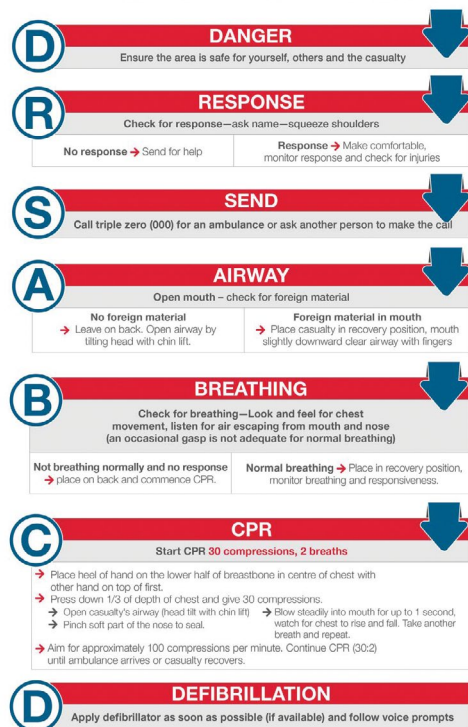 D
DANGER
Ensure the area is safe for yourself, others and the casualty
R
RESPONSE
Check for response—ask name—squeeze shoulders
No response → Send for help
Response → Make comfortable,
monitor response and check for injuries
S
SEND
Call triple zero (000) for an ambulance or ask another person to make the call
A
AIRWAY
Open mouth – check for foreign material
No foreign material
→ Leave on back. Open airway by
tilting head with chin lift.
Foreign material in mouth
→ Place casualty in recovery position, mouth
slightly downward clear airway with fingers
B
BREATHING
Check for breathing—Look and feel for chest
movement, listen for air escaping from mouth and nose
(an occasional gasp is not adequate for normal breathing)
Not breathing normally and no response
→ place on back and commence CPR.
Normal breathing → Place in recovery position,
monitor breathing and responsiveness.
C
CPR
Start CPR 30 compressions, 2 breaths
→ Place heel of hand on the lower half of breastbone in centre of chest with
other hand on top of first.
→ Press down 1/3 of depth of chest and give 30 compressions.
→ Open casualty's airway (head tilt with chin lift)
→ Pinch soft part of the nose to seal.
→ Blow steadily into mouth for up to 1 second,
watch for chest to rise and fall. Take another
breath and repeat.
→ Aim for approximately 100 compressions per minute. Continue CPR (30:2)
until ambulance arrives or casualty recovers.
D
DEFIBRILLATION
Apply defibrillator as soon as possible (if available) and follow voice prompts